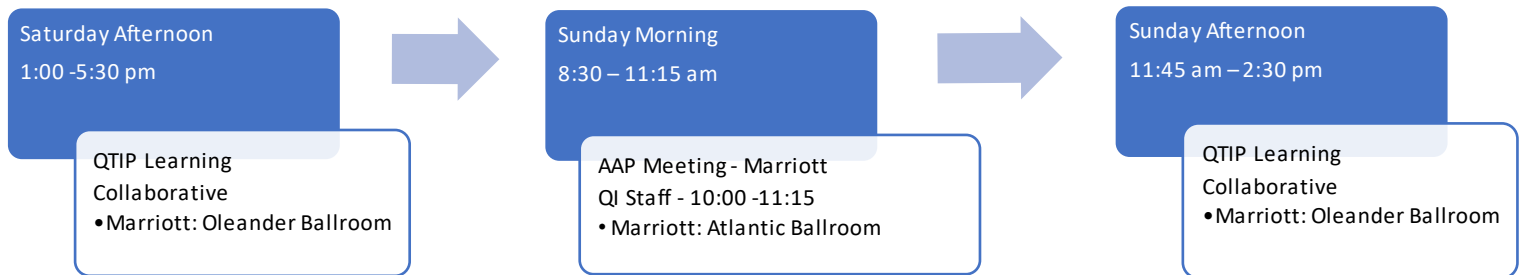 Saturday Afternoon
1:00 -5:30 pm
QTIP Learning
Collaborative
•Marriott: Oleander Ballroom
Sunday Morning
8:30 – 11:15 am
AAP Meeting - Marriott
QI Staff - 10:00 -11:15
• Marriott: Atlantic Ballroom
Sunday Afternoon
11:45 am – 2:30 pm
QTIP Learning
Collaborative
•Marriott: Oleander Ballroom